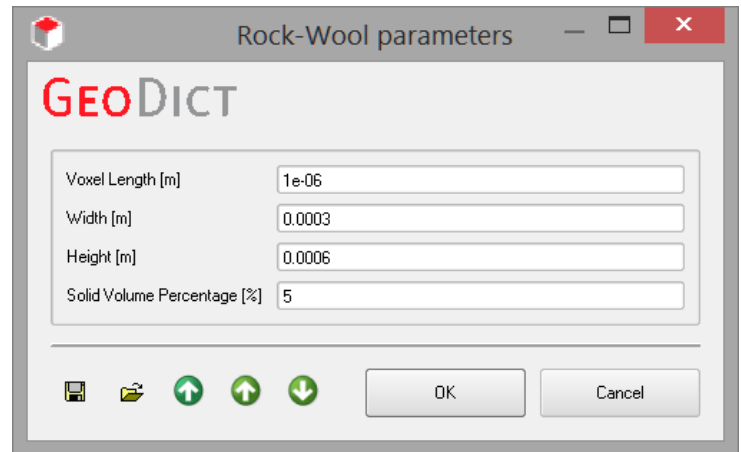 Rock-Wool parameters
GEODICT
Voxel Length [m] 1e-06
Width [m] 0.0003
Height [m] 0.0006
Solid Volume Percentage [%] 5
OK Cancel